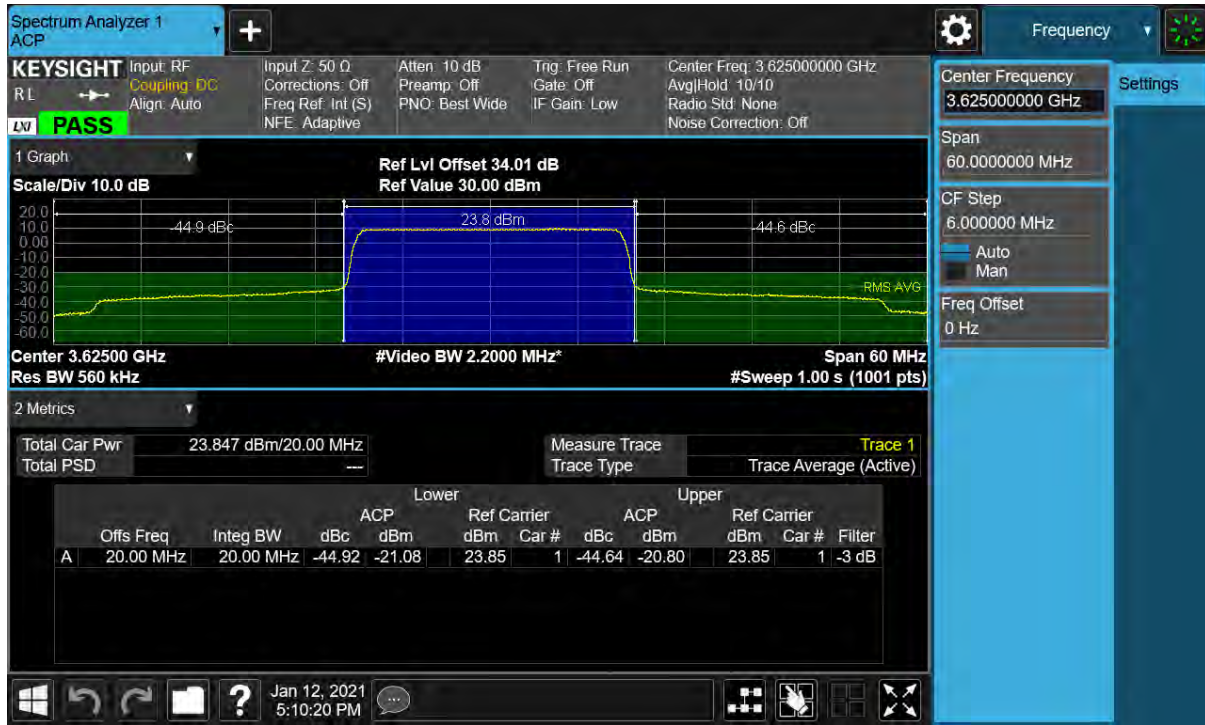 Spectrum Analyzer 1
ACP
+
Frequency
KEYSIGHT
RL
LXI
PASS
Input: RF
Coupling: DC
Align: Auto
Input Z: 50 Ω
Corrections: Off
Freq Ref: Int (S)
NFE: Adaptive
Atten: 10 dB
Preamp: Off
PNO: Best Wide
Trig: Free Run
Gate: Off
IF Gain: Low
Center Freq: 3.625000000 GHz
Avg|Hold: 10/10
Radio Std: None
Noise Correction: Off
Center Frequency
3.625000000 GHz
Settings
Span
60.0000000 MHz
CF Step
6.000000 MHz
Auto
Man
Freq Offset
0 Hz
1 Graph
Scale/Div 10.0 dB
Ref Lvl Offset 34.01 dB
Ref Value 30.00 dBm
20.0
10.0
0.00
-10.0
-20.0
-30.0
-40.0
-50.0
-60.0
-44.9 dBc
23.8 dBm
-44.6 dBc
RMS AVG
Center 3.62500 GHz
#Video BW 2.2000 MHz*
Span 60 MHz
Res BW 560 kHz
#Sweep 1.00 s (1001 pts)
2 Metrics
Total Car Pwr 23.847 dBm/20.00 MHz
Total PSD ---
Measure Trace Trace 1
Trace Type Trace Average (Active)
Lower Upper
ACP Ref Carrier ACP Ref Carrier
Offs Freq Integ BW dBc dBm dBm Car # dBc dBm dBm Car # Filter
A 20.00 MHz 20.00 MHz -44.92 -21.08 23.85 1 -44.64 -20.80 23.85 1 -3 dB
?
Jan 12, 2021
5:10:20 PM